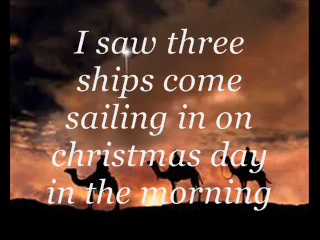 I saw three
ships come
sailing in on
christmas day
in the morning